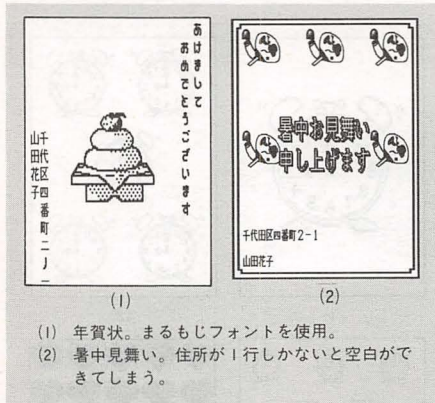 あけまして
おめでとうございます
千代区四番町二ノ一
山田花子
暑中お見舞い
申し上げます
千代田区四番町2-1
山田花子
(1)
(2)
(1) 年賀状。まるもじフォントを使用。
(2) 暑中見舞い。住所が1行しかないと空白がで
きてしまう。